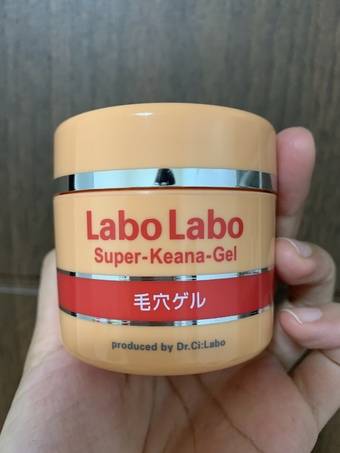 Labo Labo
Super-Keana-Gel
毛穴ゲル
produced by Dr.Ci:Labo